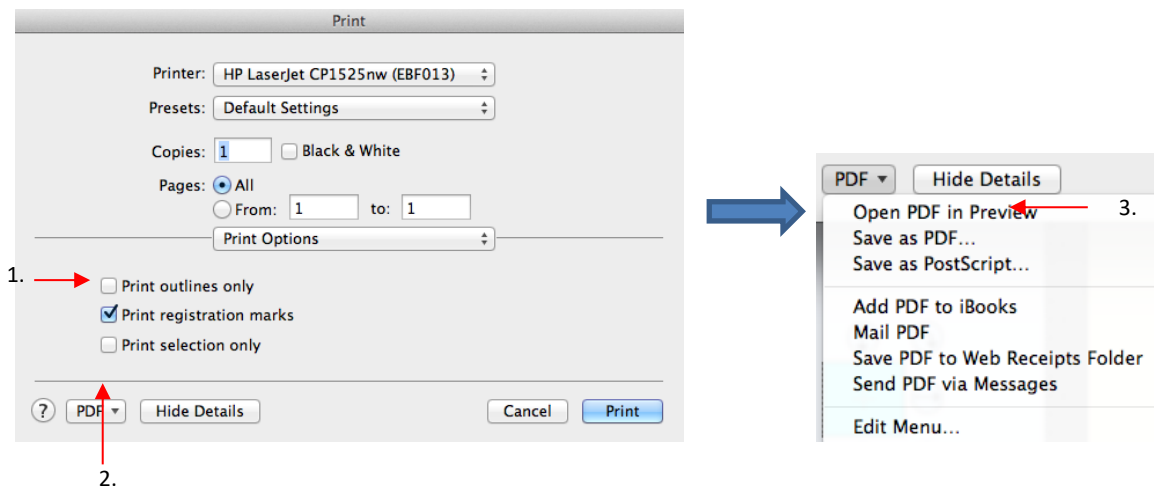 Print
Printer: HP LaserJet CP1525nw (EBF013)
Presets: Default Settings
Copies: 1 Black & White
Pages: All
From: 1 to: 1
Print Options
1.
Print outlines only
Print registration marks
Print selection only
? PDF Hide Details Cancel Print
2.
PDF Hide Details
Open PDF in Preview 3.
Save as PDF...
Save as PostScript...
Add PDF to iBooks
Mail PDF
Save PDF to Web Receipts Folder
Send PDF via Messages
Edit Menu...